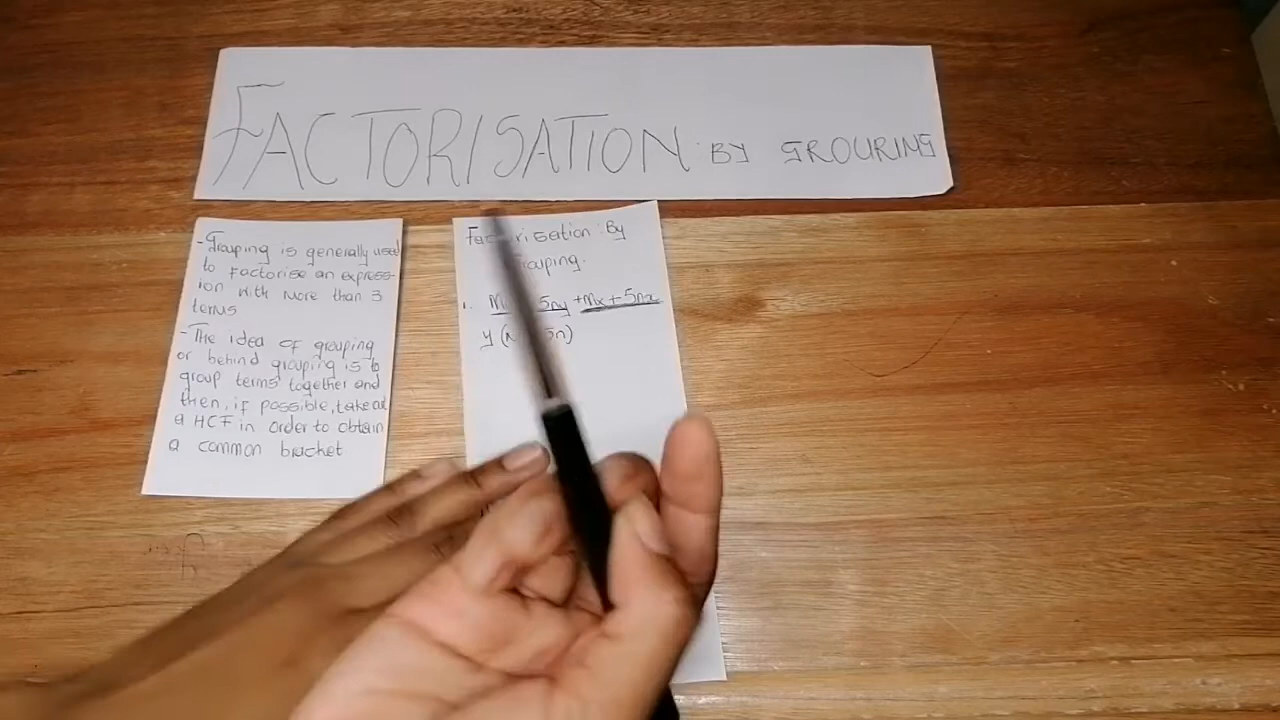 FACTORISATION: BY GROURING
-Grouping is generally used
to Factorise an express-
ion with More than 3
terms
-The idea of grouping
or behind grouping is to
group terms together and
then, if possible, take out
a HCF in order to obtain
a common bracket
Factorisation: By
Grouping.
1. 5ny +Mx + 5nx
y ( 5n)